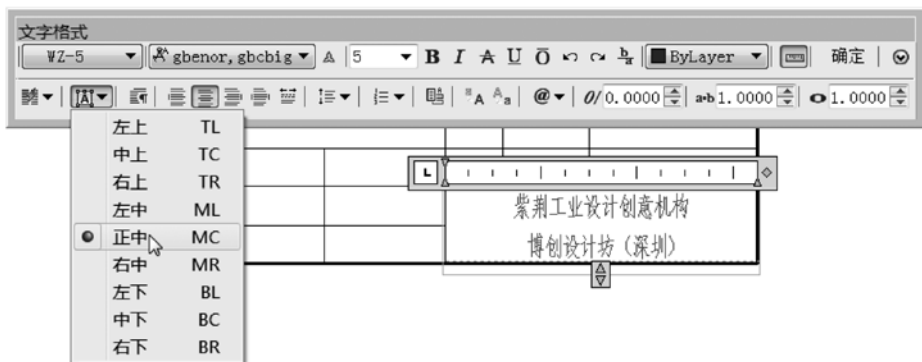 文字格式
WZ-5 gbenor, gbcbig A 5 B I A U O b/a ByLayer 确定
A @ 0/ 0.0000 a•b 1.0000 1.0000
左上 TL
中上 TC
右上 TR
左中 ML
正中 MC
右中 MR
左下 BL
中下 BC
右下 BR
L
紫荆工业设计创意机构
博创设计坊（深圳）